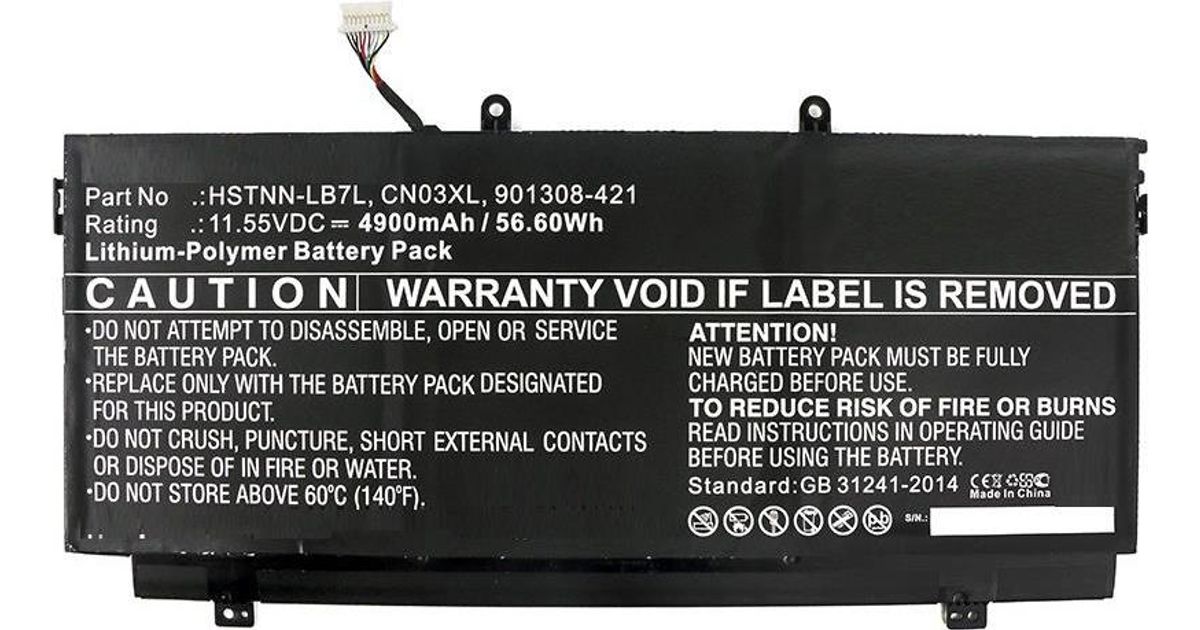 Part No .:HSTNN-LB7L, CN03XL, 901308-421
Rating .:11.55VDC ⎓ 4900mAh / 56.60Wh
Lithium-Polymer Battery Pack
CAUTION WARRANTY VOID IF LABEL IS REMOVED
•DO NOT ATTEMPT TO DISASSEMBLE, OPEN OR SERVICE
THE BATTERY PACK.
•REPLACE ONLY WITH THE BATTERY PACK DESIGNATED
FOR THIS PRODUCT.
•DO NOT CRUSH, PUNCTURE, SHORT EXTERNAL CONTACTS
OR DISPOSE OF IN FIRE OR WATER.
•DO NOT STORE ABOVE 60°C (140°F).
ATTENTION!
NEW BATTERY PACK MUST BE FULLY
CHARGED BEFORE USE.
TO REDUCE RISK OF FIRE OR BURNS
READ INSTRUCTIONS IN OPERATING GUIDE
BEFORE USING THE BATTERY.
Standard:GB 31241-2014 CE
Made In China
Pb S/N.: